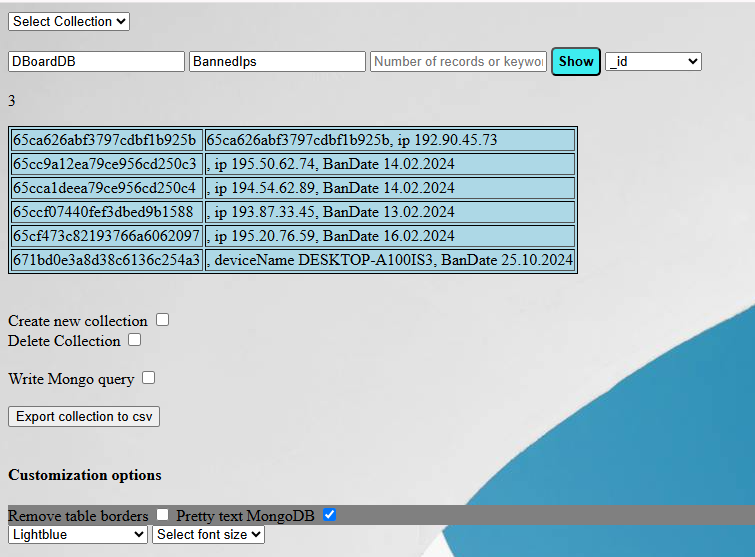 Select Collection
DBoardDB BannedIps Number of records or keywor Show _id
3
65ca626abf3797cdbf1b925b 65ca626abf3797cdbf1b925b, ip 192.90.45.73
65cc9a12ea79ce956cd250c3 , ip 195.50.62.74, BanDate 14.02.2024
65cca1deea79ce956cd250c4 , ip 194.54.62.89, BanDate 14.02.2024
65ccf07440fef3dbed9b1588 , ip 193.87.33.45, BanDate 13.02.2024
65cf473c82193766a6062097 , ip 195.20.76.59, BanDate 16.02.2024
671bd0e3a8d38c6136c254a3 , deviceName DESKTOP-A100IS3, BanDate 25.10.2024
Create new collection
Delete Collection
Write Mongo query
Export collection to csv
Customization options
Remove table borders Pretty text MongoDB
Lightblue Select font size